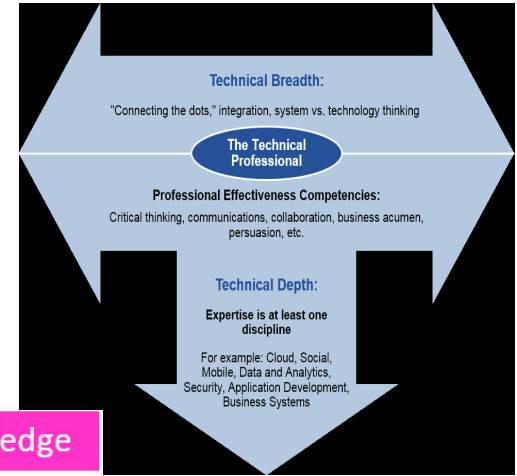 Technical Breadth:
"Connecting the dots," integration, system vs. technology thinking
The Technical
Professional
Professional Effectiveness Competencies:
Critical thinking, communications, collaboration, business acumen,
persuasion, etc.
Technical Depth:
Expertise is at least one
discipline
For example: Cloud, Social,
Mobile, Data and Analytics,
Security, Application Development,
Business Systems
edge